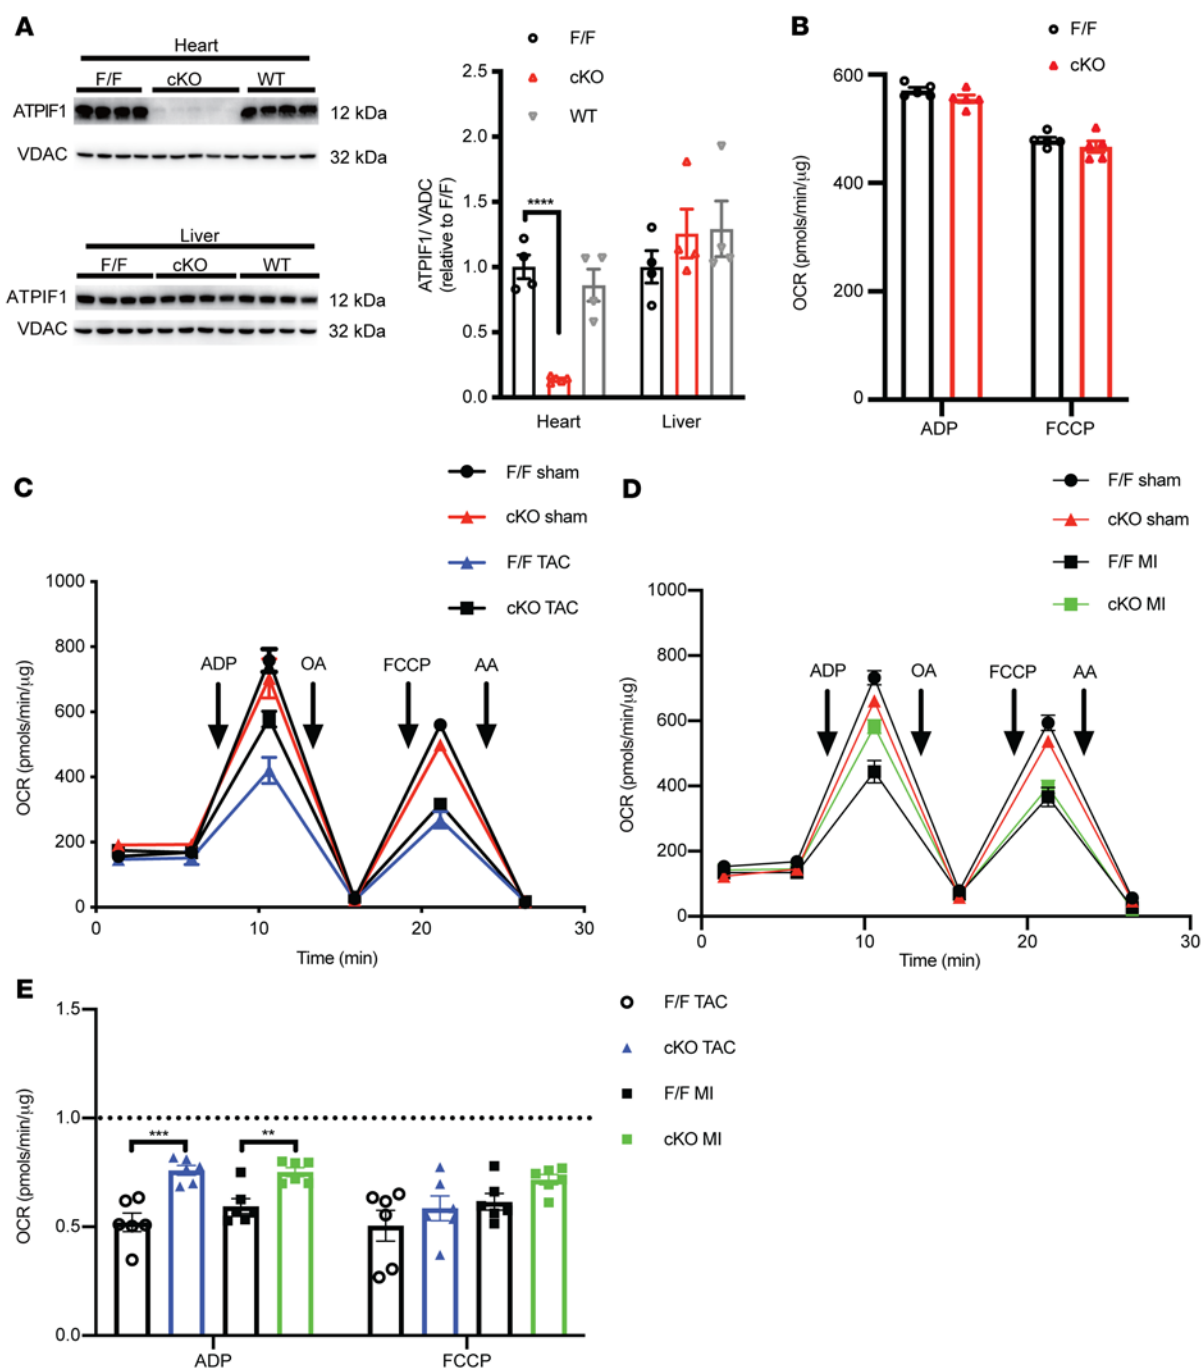 A
Heart
F/F cKO WT
ATPIF1 12 kDa
VDAC 32 kDa
Liver
F/F cKO WT
ATPIF1 12 kDa
VDAC 32 kDa
F/F
cKO
WT
ATPIF1/ VADC
(relative to F/F)
2.5
2.0
1.5
1.0
0.5
0.0
****
Heart Liver
B
F/F
cKO
OCR (pmols/min/µg)
600
400
200
0
ADP FCCP
C
F/F sham
cKO sham
F/F TAC
cKO TAC
OCR (pmols/min/µg)
1000
800
600
400
200
0
ADP OA FCCP AA
0 10 20 30
Time (min)
D
F/F sham
cKO sham
F/F MI
cKO MI
OCR (pmols/min/µg)
1000
800
600
400
200
0
ADP OA FCCP AA
0 10 20 30
Time (min)
E
OCR (pmols/min/µg)
1.5
1.0
0.5
0.0
*** **
ADP FCCP
F/F TAC
cKO TAC
F/F MI
cKO MI